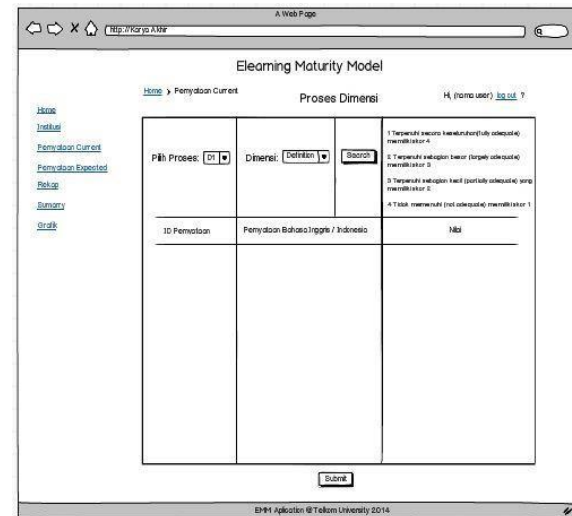 A Web Page
http://Karya Akhir
Elearning Maturity Model
Home > Pernyataan Current
Proses Dimensi
Hi, (nama user) log out ?
Home
Institusi
Pernyataan Current
Pernyataan Expected
Rekap
Sumarry
Grafik
Pilih Proses: D1
Dimensi: Definition
Search
1 Terpenuhi secara keseluruhan(fully adequate)
memiliki skor 4
2 Terpenuhi sebagian besar (largely adequate)
memiliki skor 3
3 Terpenuhi sebagian kecil (partially adequate) yang
memiliki skor 2
4 Tidak memenuhi (not adequate) memiliki skor 1
ID Pernyataan
Pernyataan Bahasa Inggris / Indonesia
Nilai
Submit
EMM Aplication @ Telkom University 2014